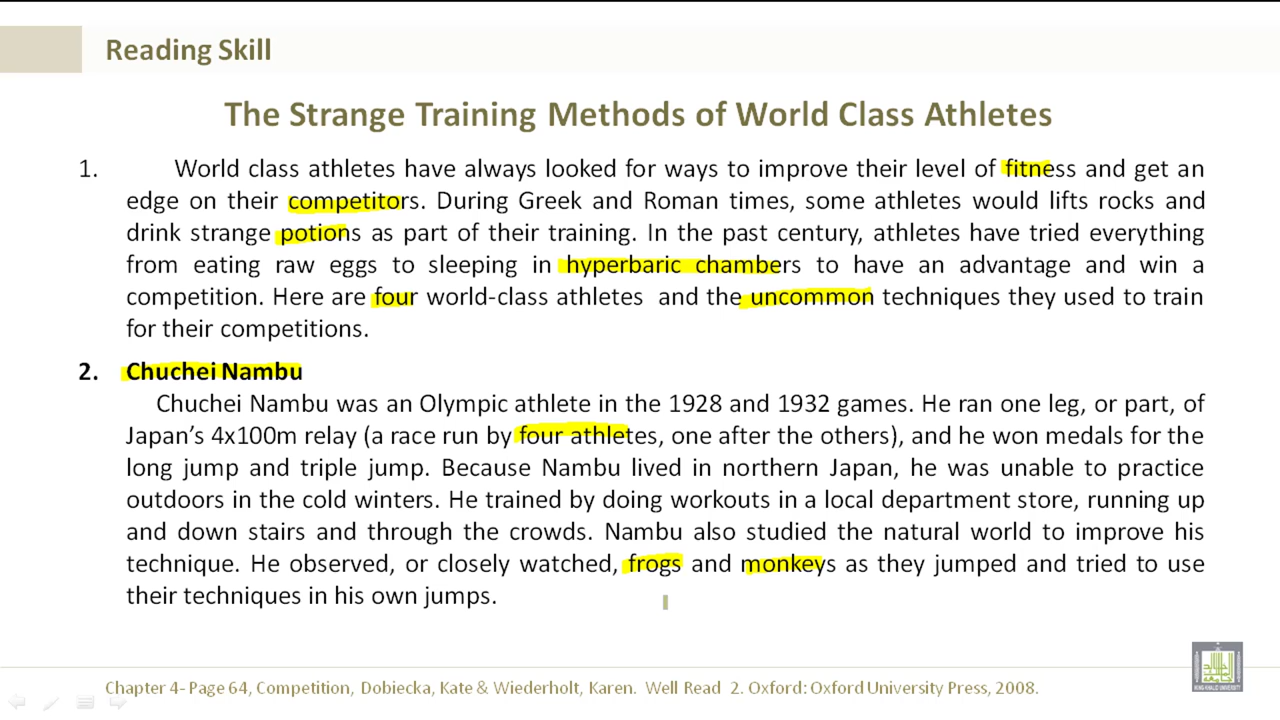 Reading Skill
The Strange Training Methods of World Class Athletes
1. World class athletes have always looked for ways to improve their level of fitness and get an
edge on their competitors. During Greek and Roman times, some athletes would lifts rocks and
drink strange potions as part of their training. In the past century, athletes have tried everything
from eating raw eggs to sleeping in hyperbaric chambers to have an advantage and win a
competition. Here are four world-class athletes and the uncommon techniques they used to train
for their competitions.
2. Chuchei Nambu
Chuchei Nambu was an Olympic athlete in the 1928 and 1932 games. He ran one leg, or part, of
Japan's 4x100m relay (a race run by four athletes, one after the others), and he won medals for the
long jump and triple jump. Because Nambu lived in northern Japan, he was unable to practice
outdoors in the cold winters. He trained by doing workouts in a local department store, running up
and down stairs and through the crowds. Nambu also studied the natural world to improve his
technique. He observed, or closely watched, frogs and monkeys as they jumped and tried to use
their techniques in his own jumps.
Chapter 4- Page 64, Competition, Dobiecka, Kate & Wiederholt, Karen. Well Read 2. Oxford: Oxford University Press, 2008.
KING KHALID UNIVERSITY